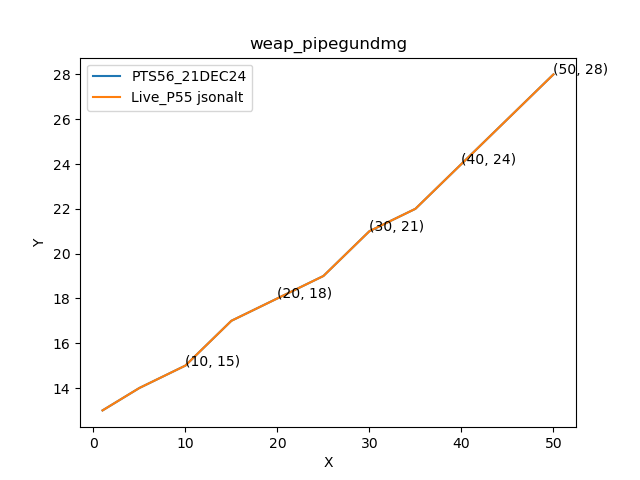 weap_pipegundmg
PTS56_21DEC24
Live_P55 jsonalt
(50, 28)
(40, 24)
(30, 21)
(20, 18)
(10, 15)
28
26
24
22
20
18
16
14
Y
0 10 20 30 40 50
X